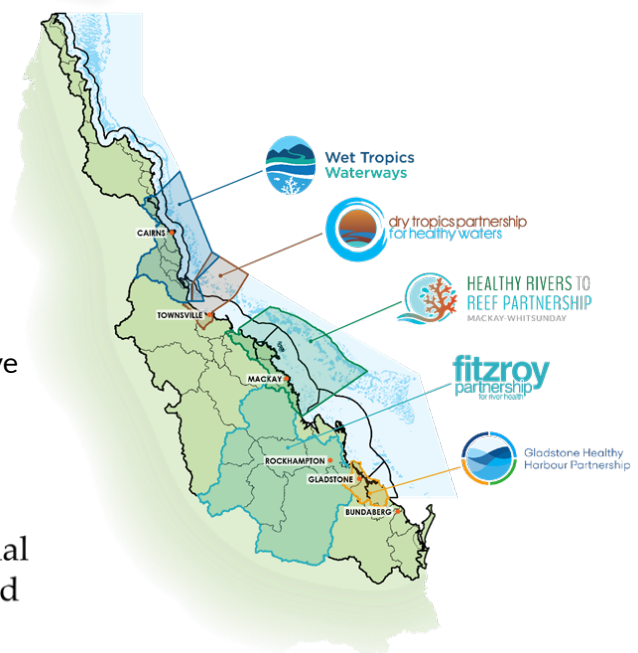 Wet Tropics
Waterways
dry tropics partnership
for healthy waters
CAIRNS
HEALTHY RIVERS TO
REEF PARTNERSHIP
MACKAY-WHITSUNDAY
TOWNSVILLE
ve
fitzroy
partnership
for river health
MACKAY
Gladstone Healthy
Harbour Partnership
ROCKHAMPTON
GLADSTONE
BUNDABERG
al
d